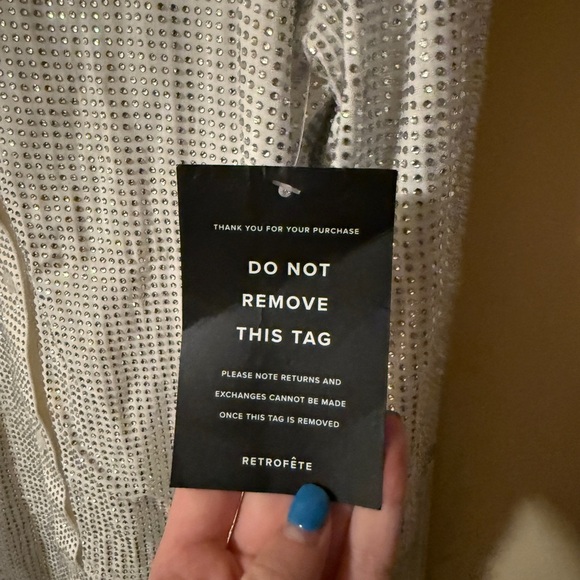 THANK YOU FOR YOUR PURCHASE
DO NOT
REMOVE
THIS TAG
PLEASE NOTE RETURNS AND
EXCHANGES CANNOT BE MADE
ONCE THIS TAG IS REMOVED
RETROFÊTE